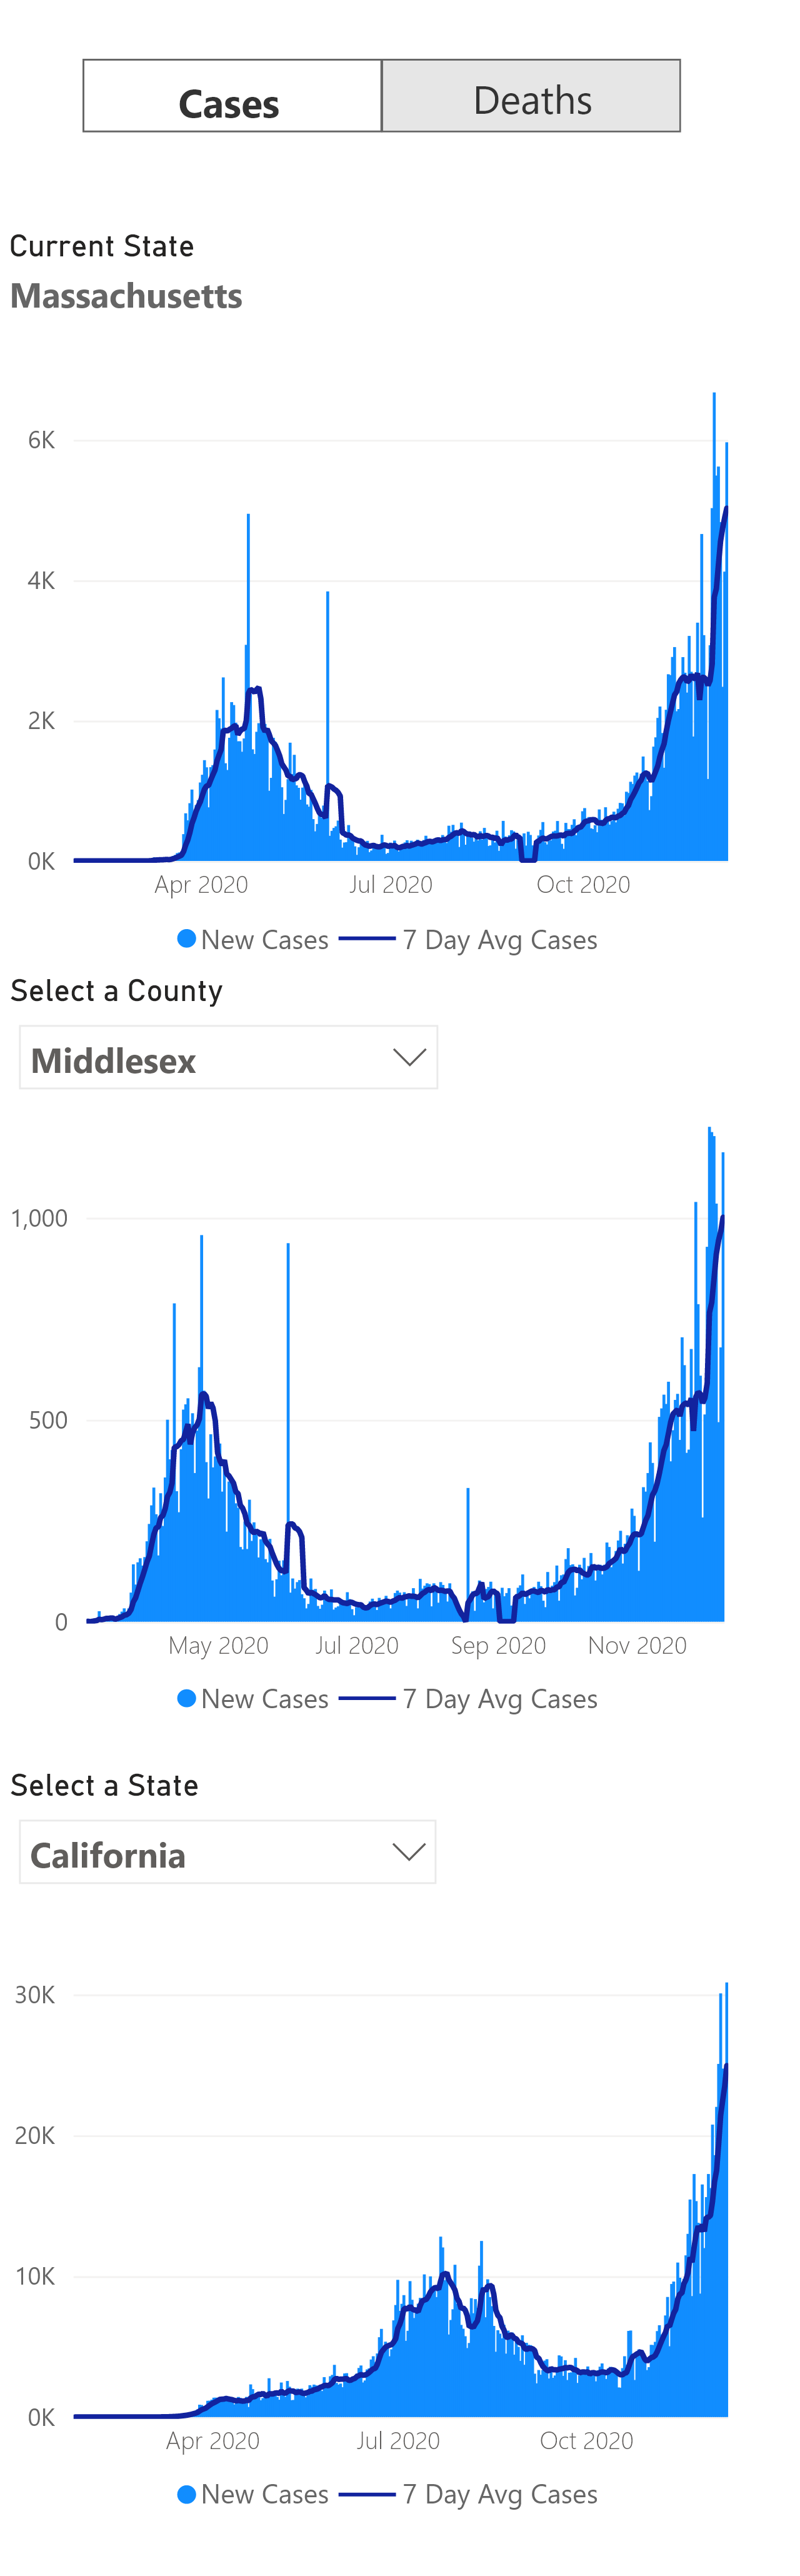 Cases Deaths
Current State
Massachusetts
6K
4K
2K
0K
Apr 2020 Jul 2020 Oct 2020
New Cases 7 Day Avg Cases
Select a County
Middlesex
1,000
500
0
May 2020 Jul 2020 Sep 2020 Nov 2020
New Cases 7 Day Avg Cases
Select a State
California
30K
20K
10K
0K
Apr 2020 Jul 2020 Oct 2020
New Cases 7 Day Avg Cases